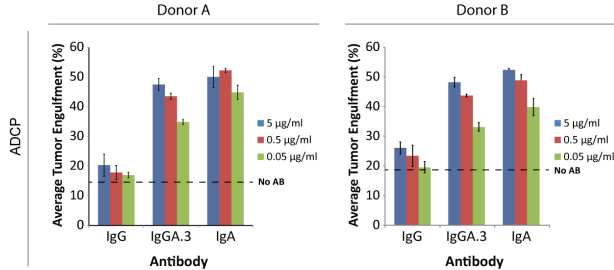 Donor A
Donor B
ADCP
Average Tumor Engulfment (%)
60
50
40
30
20
10
0
5 µg/ml
0.5 µg/ml
0.05 µg/ml
No AB
IgG IgGA.3 IgA
Antibody
Average Tumor Engulfment (%)
60
50
40
30
20
10
0
5 µg/ml
0.5 µg/ml
0.05 µg/ml
No AB
IgG IgGA.3 IgA
Antibody